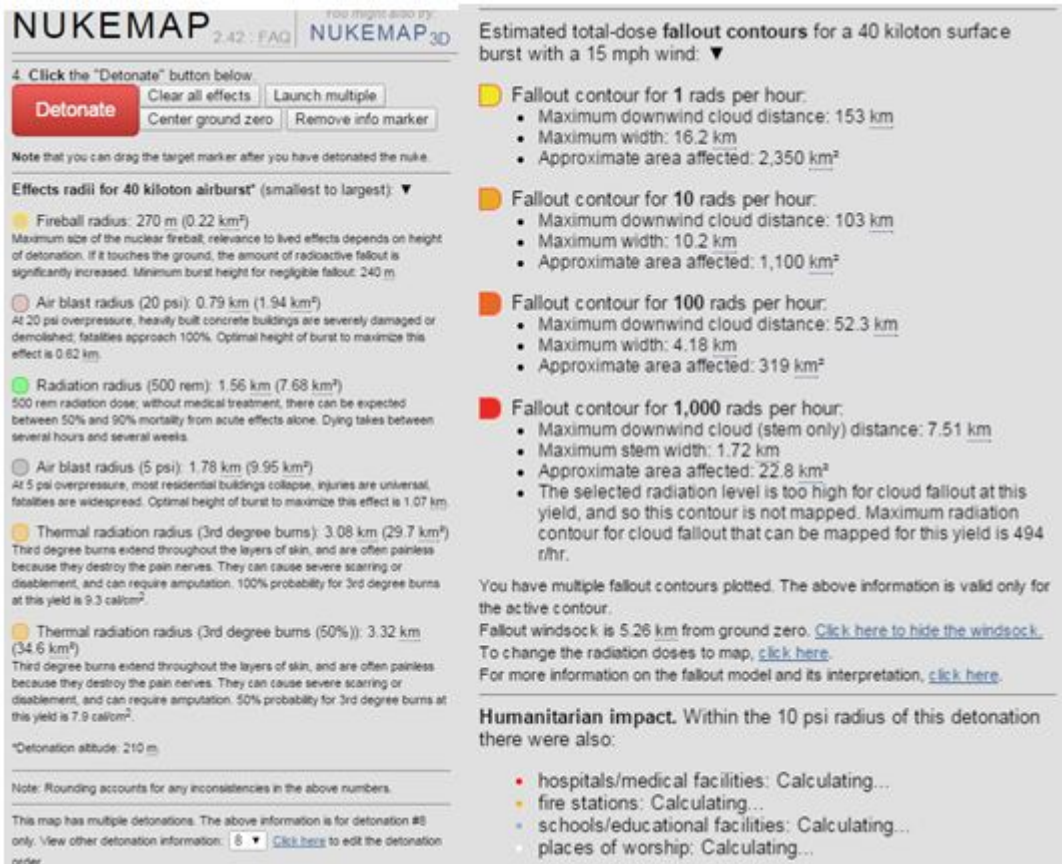 You might also try:
NUKEMAP 2.42 : FAQ NUKEMAP3D
4. Click the "Detonate" button below.
Detonate
Clear all effects Launch multiple
Center ground zero Remove info marker
Note that you can drag the target marker after you have detonated the nuke.
Effects radii for 40 kiloton airburst* (smallest to largest): ▼
Fireball radius: 270 m (0.22 km²)
Maximum size of the nuclear fireball; relevance to lived effects depends on height
of detonation. If it touches the ground, the amount of radioactive fallout is
significantly increased. Minimum burst height for negligible fallout: 240 m.
Air blast radius (20 psi): 0.79 km (1.94 km²)
At 20 psi overpressure, heavily built concrete buildings are severely damaged or
demolished; fatalities approach 100%. Optimal height of burst to maximize this
effect is 0.62 km.
Radiation radius (500 rem): 1.56 km (7.68 km²)
500 rem radiation dose; without medical treatment, there can be expected
between 50% and 90% mortality from acute effects alone. Dying takes between
several hours and several weeks.
Air blast radius (5 psi): 1.78 km (9.95 km²)
At 5 psi overpressure, most residential buildings collapse, injuries are universal,
fatalities are widespread. Optimal height of burst to maximize this effect is 1.07 km.
Thermal radiation radius (3rd degree burns): 3.08 km (29.7 km²)
Third degree burns extend throughout the layers of skin, and are often painless
because they destroy the pain nerves. They can cause severe scarring or
disablement, and can require amputation. 100% probability for 3rd degree burns
at this yield is 9.3 cal/cm².
Thermal radiation radius (3rd degree burns (50%)): 3.32 km
(34.6 km²)
Third degree burns extend throughout the layers of skin, and are often painless
because they destroy the pain nerves. They can cause severe scarring or
disablement, and can require amputation. 50% probability for 3rd degree burns at
this yield is 7.9 cal/cm².
*Detonation altitude: 210 m.
Note: Rounding accounts for any inconsistencies in the above numbers.
This map has multiple detonations. The above information is for detonation #8
only. View other detonation information: 8 ▼ Click here to edit the detonation
order.
Estimated total-dose fallout contours for a 40 kiloton surface
burst with a 15 mph wind: ▼
Fallout contour for 1 rads per hour:
• Maximum downwind cloud distance: 153 km
• Maximum width: 16.2 km
• Approximate area affected: 2,350 km²
Fallout contour for 10 rads per hour:
• Maximum downwind cloud distance: 103 km
• Maximum width: 10.2 km
• Approximate area affected: 1,100 km²
Fallout contour for 100 rads per hour:
• Maximum downwind cloud distance: 52.3 km
• Maximum width: 4.18 km
• Approximate area affected: 319 km²
Fallout contour for 1,000 rads per hour:
• Maximum downwind cloud (stem only) distance: 7.51 km
• Maximum stem width: 1.72 km
• Approximate area affected: 22.8 km²
• The selected radiation level is too high for cloud fallout at this
yield, and so this contour is not mapped. Maximum radiation
contour for cloud fallout that can be mapped for this yield is 494
r/hr.
You have multiple fallout contours plotted. The above information is valid only for
the active contour.
Fallout windsock is 5.26 km from ground zero. Click here to hide the windsock.
To change the radiation doses to map, click here.
For more information on the fallout model and its interpretation, click here.
Humanitarian impact. Within the 10 psi radius of this detonation
there were also:
• hospitals/medical facilities: Calculating...
• fire stations: Calculating...
• schools/educational facilities: Calculating...
• places of worship: Calculating...